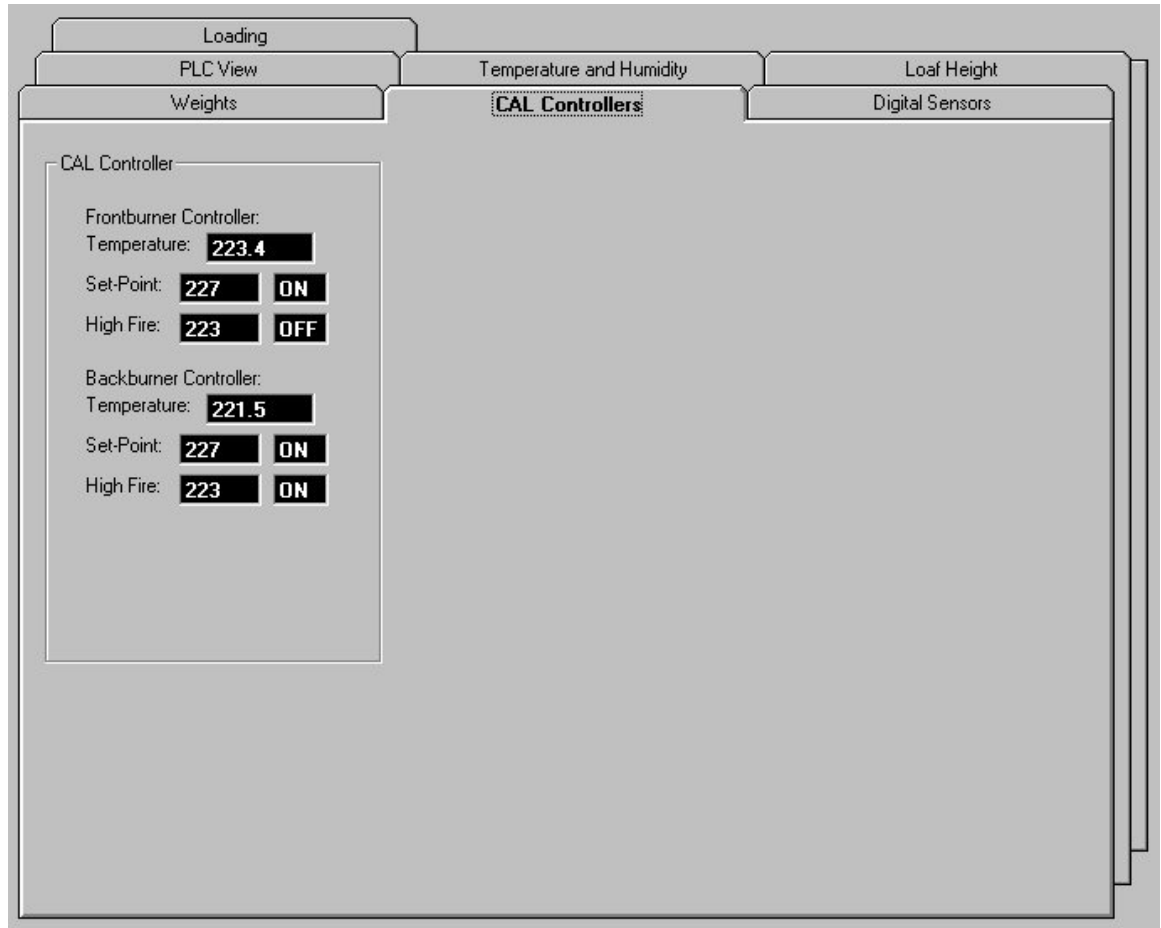 Loading
PLC View Temperature and Humidity Loaf Height
Weights CAL Controllers Digital Sensors
CAL Controller
Frontburner Controller:
Temperature: 223.4
Set-Point: 227 ON
High Fire: 223 OFF
Backburner Controller:
Temperature: 221.5
Set-Point: 227 ON
High Fire: 223 ON